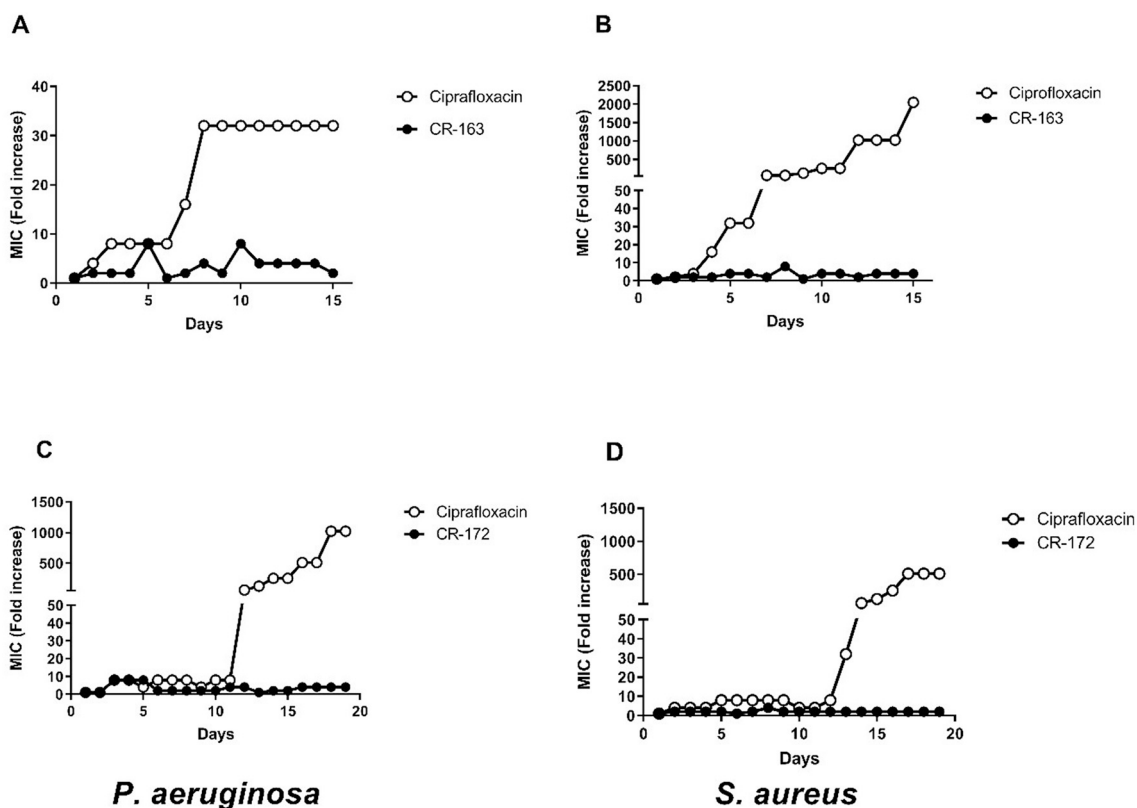 A
MIC (Fold increase)
40
30
20
10
0
0 5 10 15
Days
Ciprafloxacin
CR-163
B
MIC (Fold increase)
2500
2000
1500
1000
500
50
40
30
20
10
0
0 5 10 15
Days
Ciprofloxacin
CR-163
C
MIC (Fold increase)
1500
1000
500
50
40
30
20
10
0
0 5 10 15 20
Days
Ciprafloxacin
CR-172
D
MIC (Fold increase)
1500
1000
500
50
40
30
20
10
0
0 5 10 15 20
Days
Ciprafloxacin
CR-172
P. aeruginosa
S. aureus